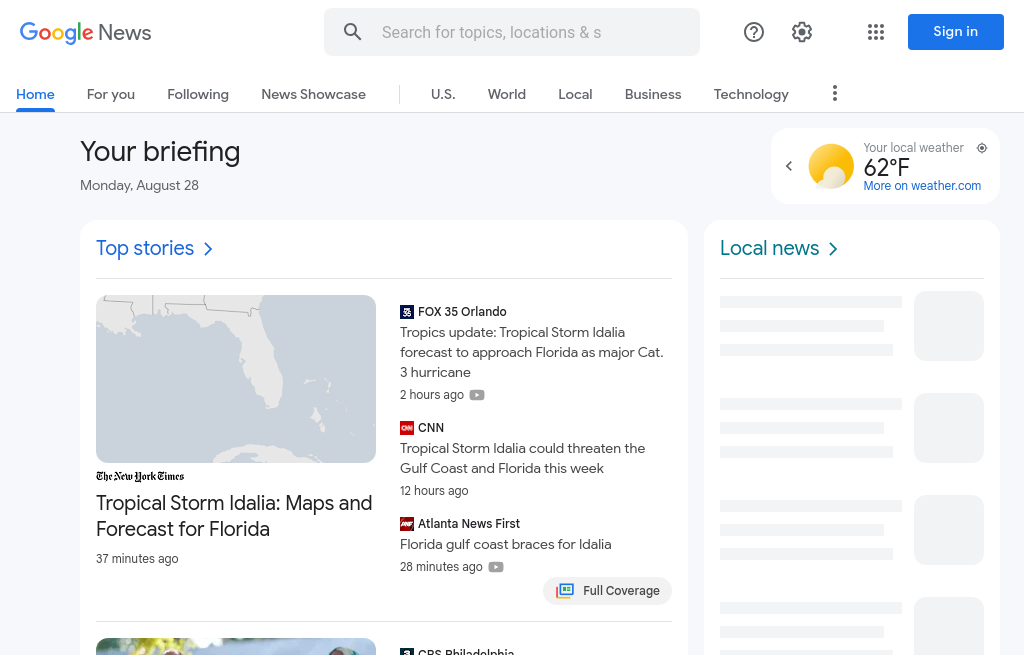 Google News
Search for topics, locations & s
Sign in
Home
For you
Following
News Showcase
U.S.
World
Local
Business
Technology
Your briefing
Monday, August 28
Your local weather
62°F
More on weather.com
Top stories
Local news
The New York Times
Tropical Storm Idalia: Maps and
Forecast for Florida
37 minutes ago
FOX 35 Orlando
Tropics update: Tropical Storm Idalia
forecast to approach Florida as major Cat.
3 hurricane
2 hours ago
CNN
Tropical Storm Idalia could threaten the
Gulf Coast and Florida this week
12 hours ago
Atlanta News First
Florida gulf coast braces for Idalia
28 minutes ago
Full Coverage
CBS Philadelphia